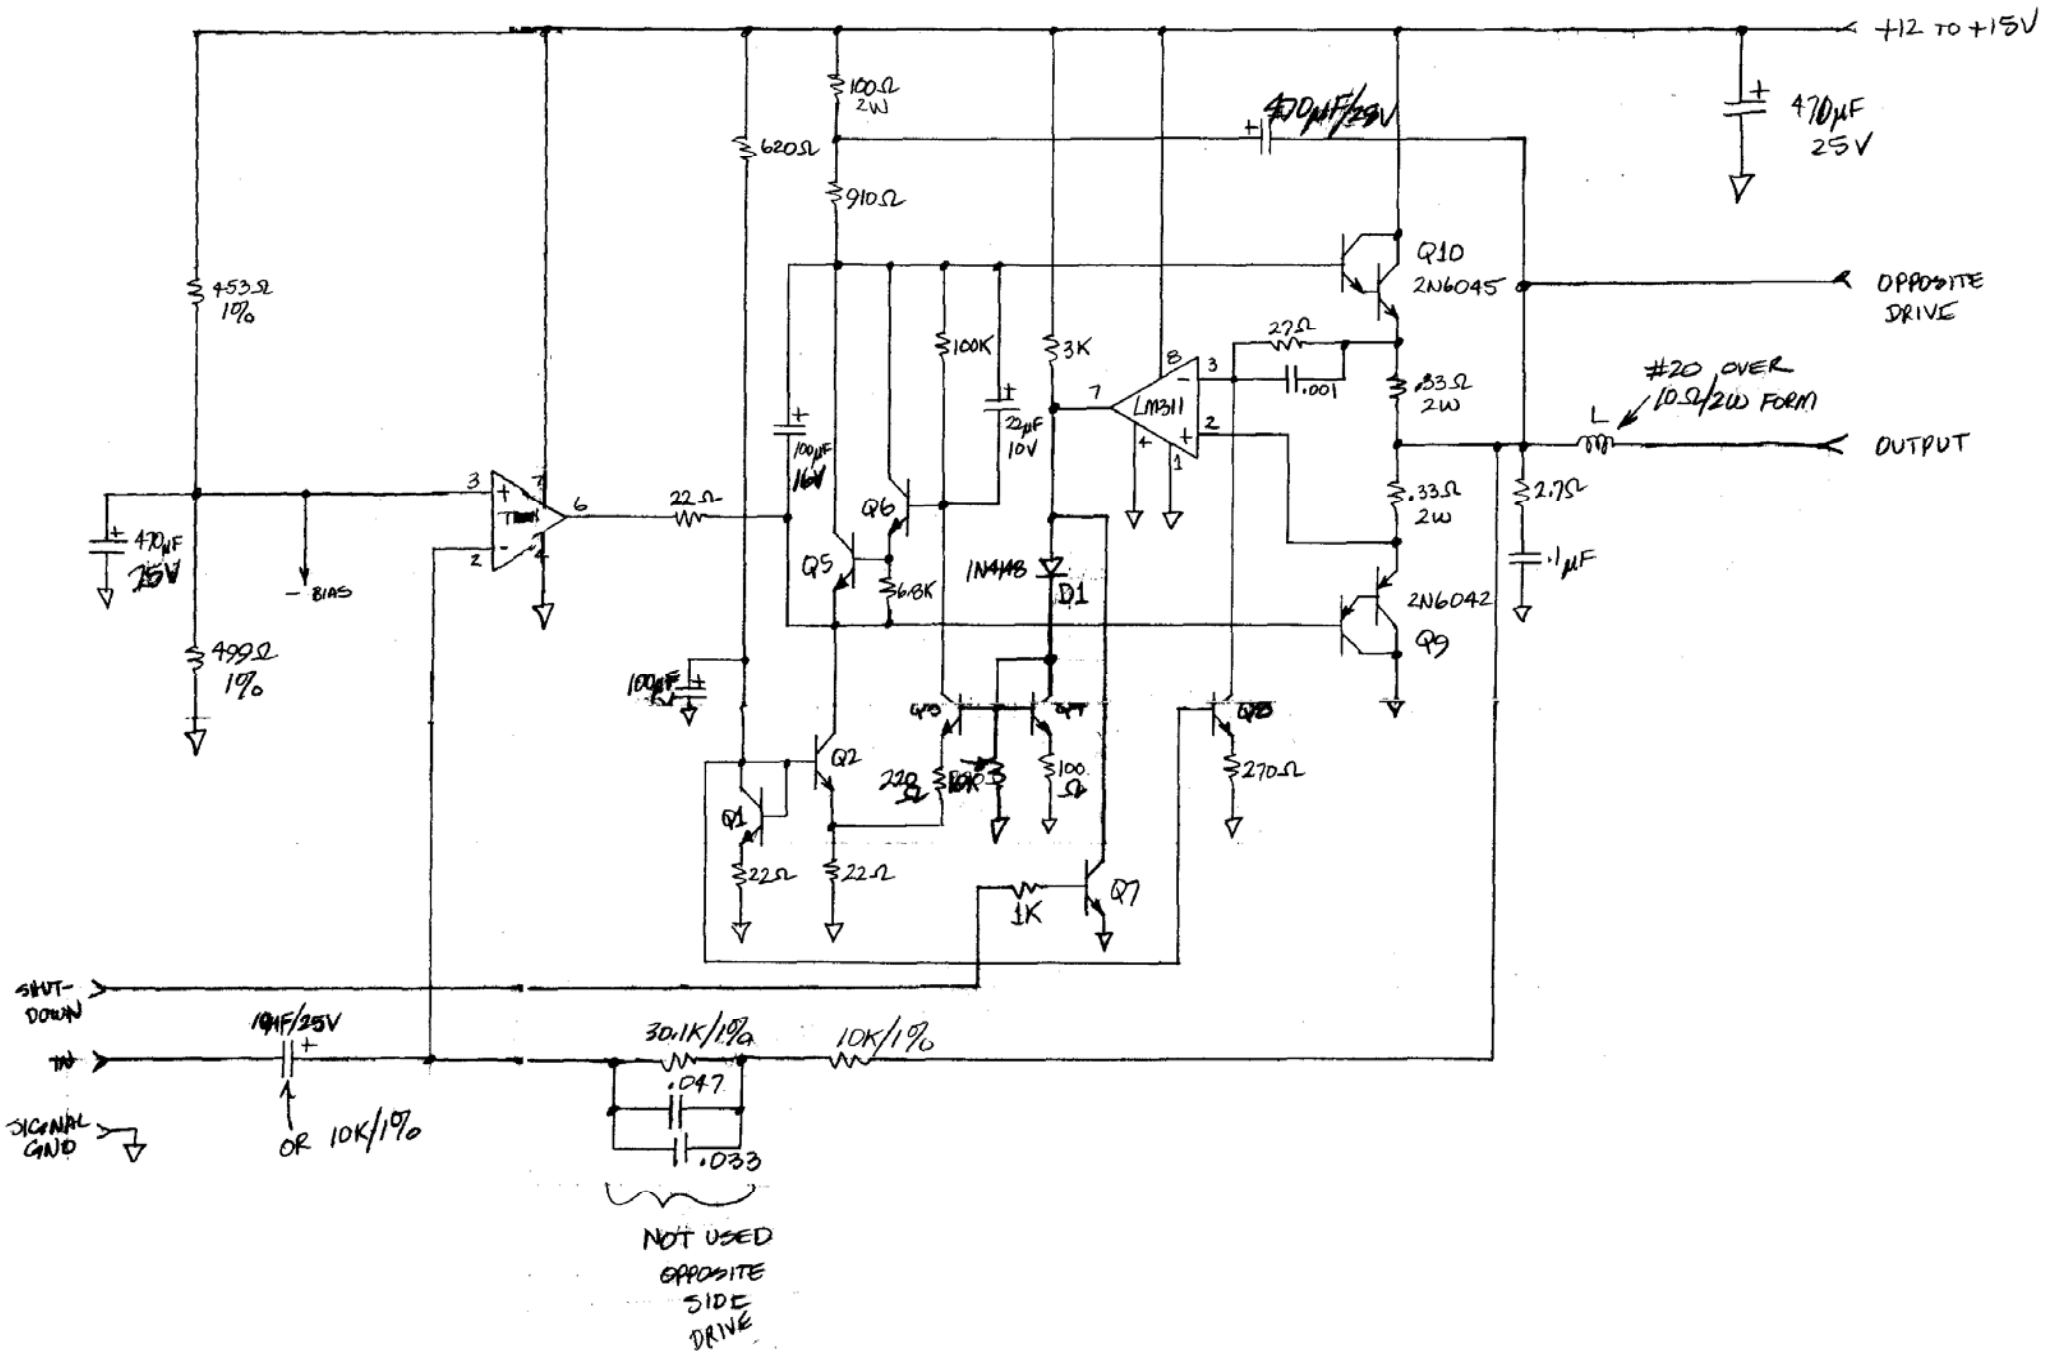 +12 TO +15V
100Ω
2W
470µF/25V
470µF
25V
620Ω
910Ω
Q10
2N6045
OPPOSITE
DRIVE
453Ω
1%
27Ω
100K
3K
8
3
.001
.33Ω
2W
#20 OVER
10Ω/2W FORM
L
7
LM311
2
4
1
22µF
10V
100µF
16V
OUTPUT
3
7
6
2
4
22Ω
Q6
.33Ω
2W
2.7Ω
.1µF
470µF
25V
- BIAS
Q5
6.8K
1N4148
D1
2N6042
Q9
499Ω
1%
100µF
Q3
Q4
Q8
Q2
220
Ω
100
Ω
270Ω
Q1
22Ω
22Ω
1K
Q7
SHUT-
DOWN
10µF/25V
30.1K/1%
10K/1%
IN
.047
SIGNAL
GND
OR 10K/1%
.033
NOT USED
OPPOSITE
SIDE
DRIVE